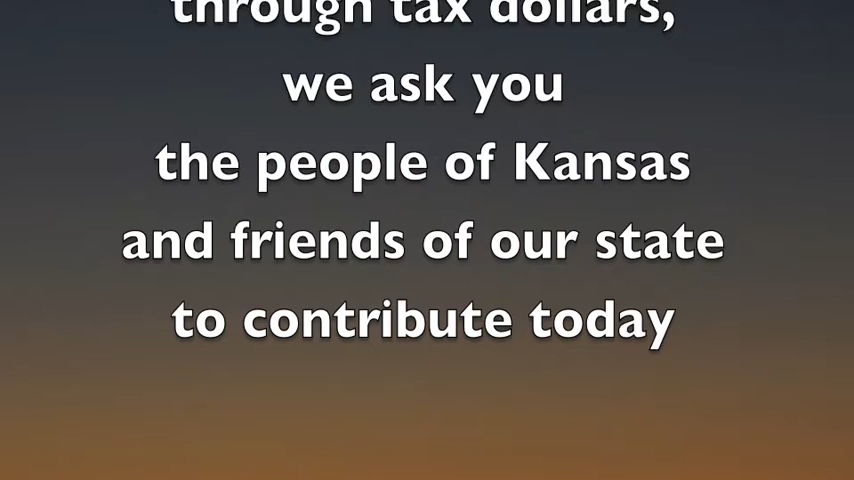 through tax dollars,
we ask you
the people of Kansas
and friends of our state
to contribute today